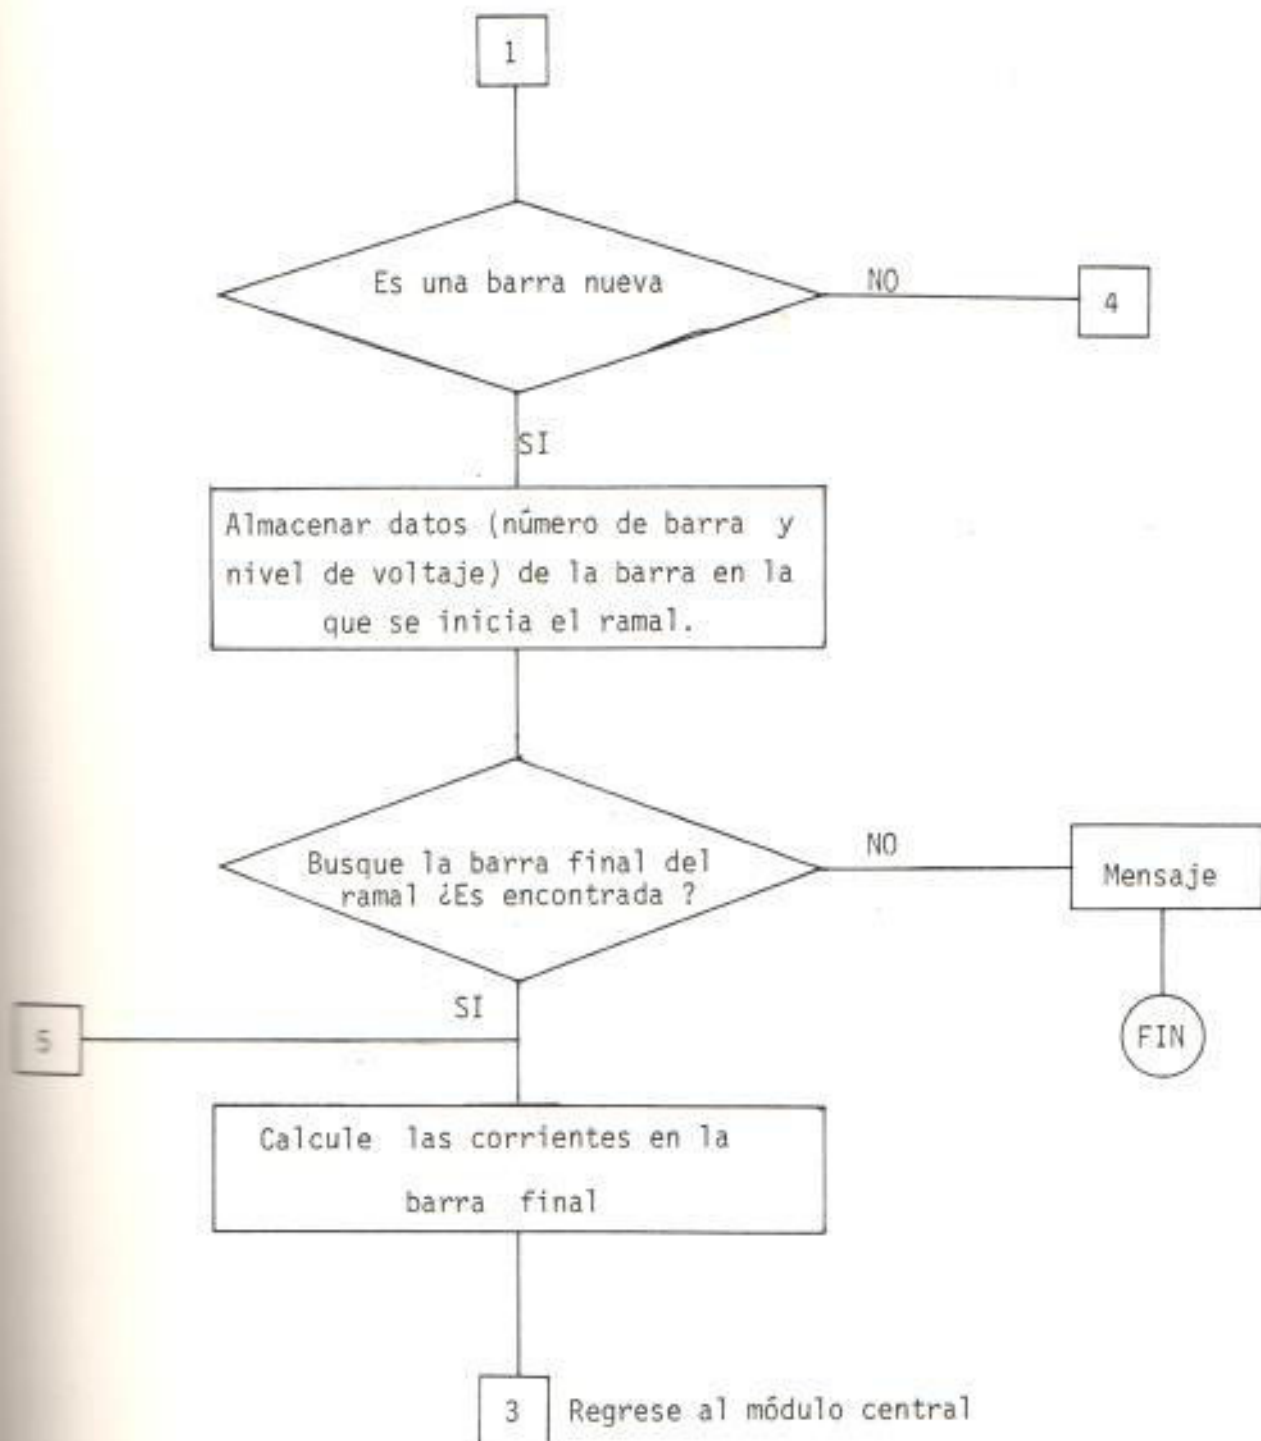 1
Es una barra nueva
NO
4
SI
Almacenar datos (número de barra y
nivel de voltaje) de la barra en la
que se inicia el ramal.
Busque la barra final del
ramal ¿Es encontrada ?
NO
Mensaje
SI
5
FIN
Calcule las corrientes en la
barra final
3 Regrese al módulo central